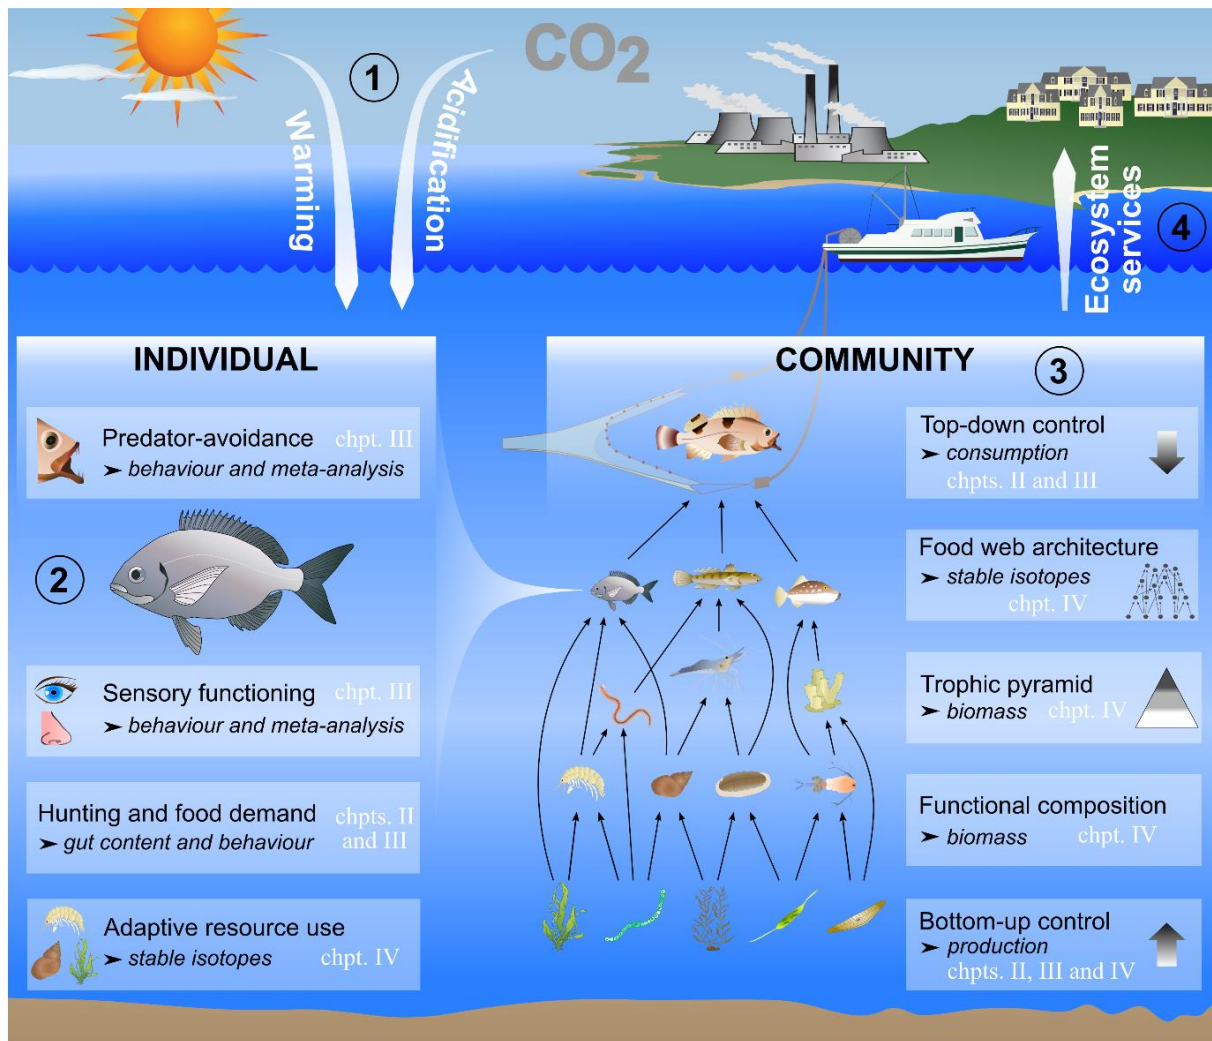 CO2
1
Warming
Acidification
Ecosystem
services
4
INDIVIDUAL
Predator-avoidance chpt. III
➤ behaviour and meta-analysis
2
Sensory functioning chpt. III
➤ behaviour and meta-analysis
Hunting and food demand chpts. II
➤ gut content and behaviour and III
Adaptive resource use
➤ stable isotopes chpt. IV
COMMUNITY
3
Top-down control
➤ consumption
chpts. II and III
Food web architecture
➤ stable isotopes
chpt. IV
Trophic pyramid
➤ biomass chpt. IV
Functional composition
➤ biomass chpt. IV
Bottom-up control
➤ production
chpts. II, III and IV